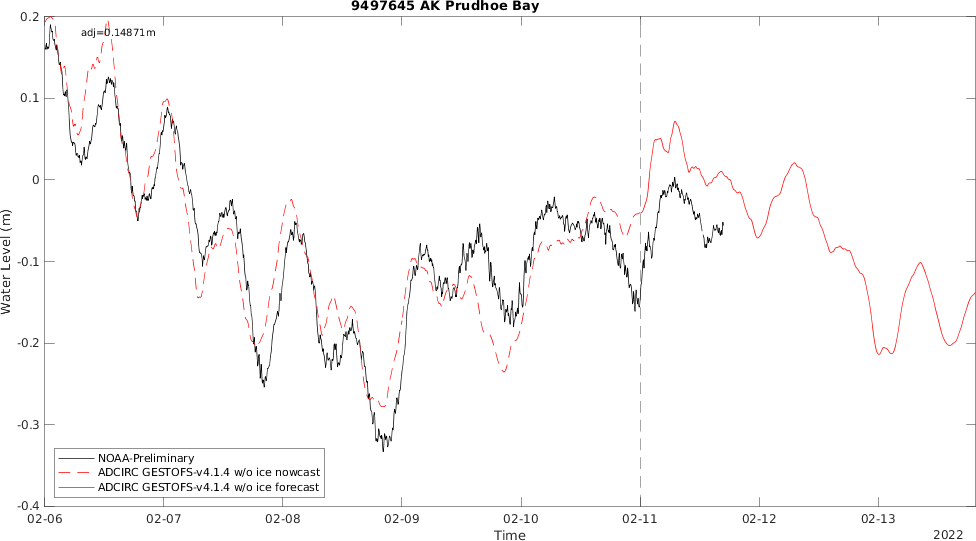 9497645 AK Prudhoe Bay
adj=0.14871m
0.2
0.1
0
-0.1
-0.2
-0.3
-0.4
Water Level (m)
NOAA-Preliminary
ADCIRC GESTOFS-v4.1.4 w/o ice nowcast
ADCIRC GESTOFS-v4.1.4 w/o ice forecast
02-06 02-07 02-08 02-09 02-10 02-11 02-12 02-13
Time
2022